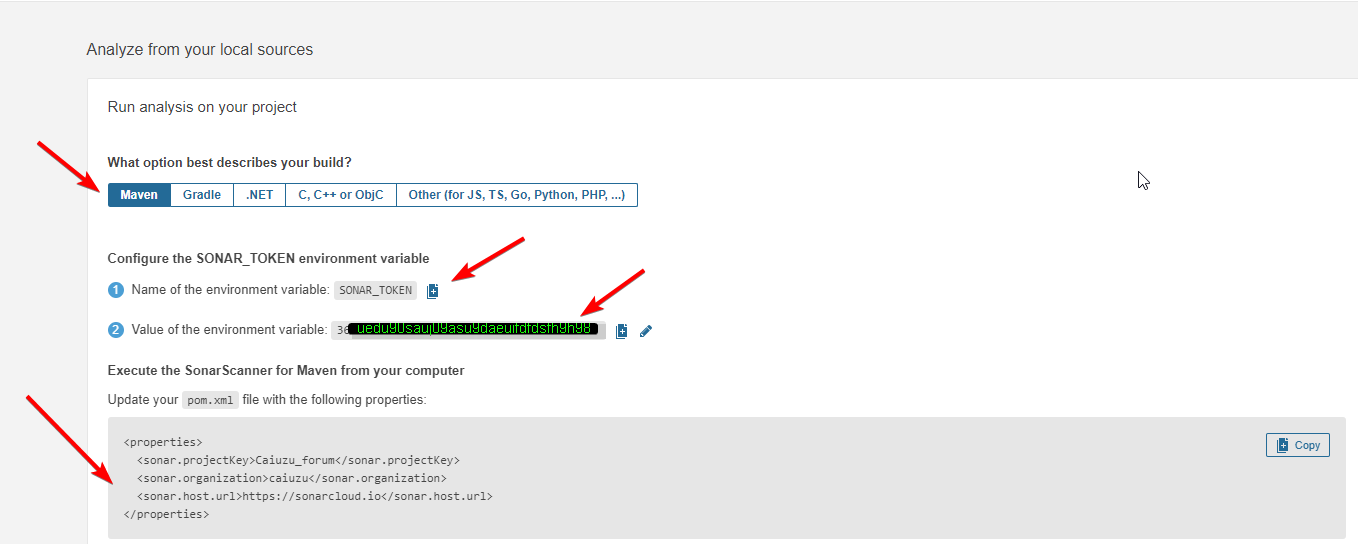 Analyze from your local sources
Run analysis on your project
What option best describes your build?
Maven Gradle .NET C, C++ or ObjC Other (for JS, TS, Go, Python, PHP, ...)
Configure the SONAR_TOKEN environment variable
1 Name of the environment variable: SONAR_TOKEN
2 Value of the environment variable:
Execute the SonarScanner for Maven from your computer
Update your pom.xml file with the following properties:
Copy
<properties>
<sonar.projectKey>Caiuzu_forum</sonar.projectKey>
<sonar.organization>caiuzu</sonar.organization>
<sonar.host.url>https://sonarcloud.io</sonar.host.url>
</properties>